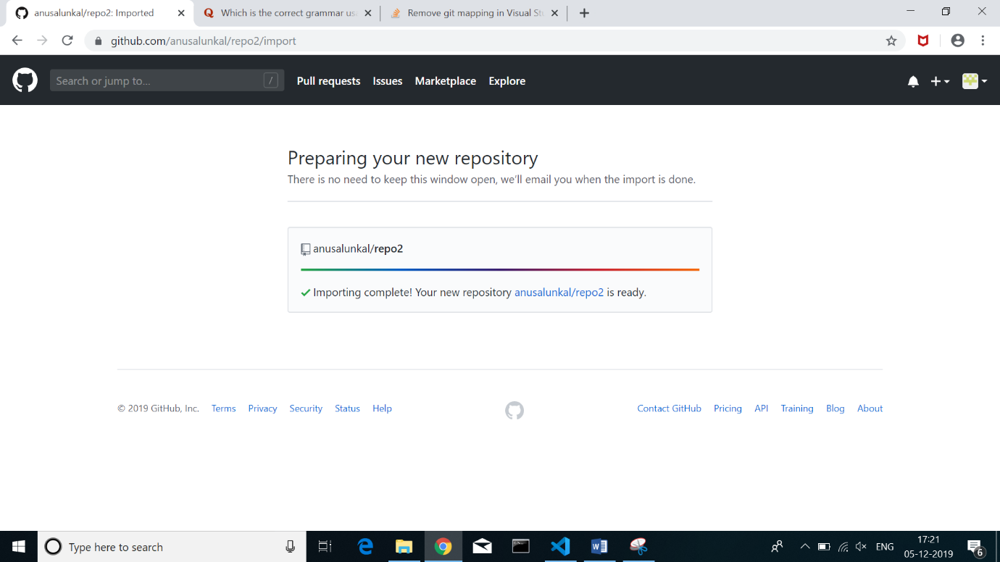 anusalunkal/repo2: Imported
Which is the correct grammar usa
Remove git mapping in Visual Stu
github.com/anusalunkal/repo2/import
Search or jump to... /
Pull requests Issues Marketplace Explore
Preparing your new repository
There is no need to keep this window open, we'll email you when the import is done.
anusalunkal/repo2
Importing complete! Your new repository anusalunkal/repo2 is ready.
© 2019 GitHub, Inc. Terms Privacy Security Status Help Contact GitHub Pricing API Training Blog About
Type here to search
ENG
17:21
05-12-2019
6